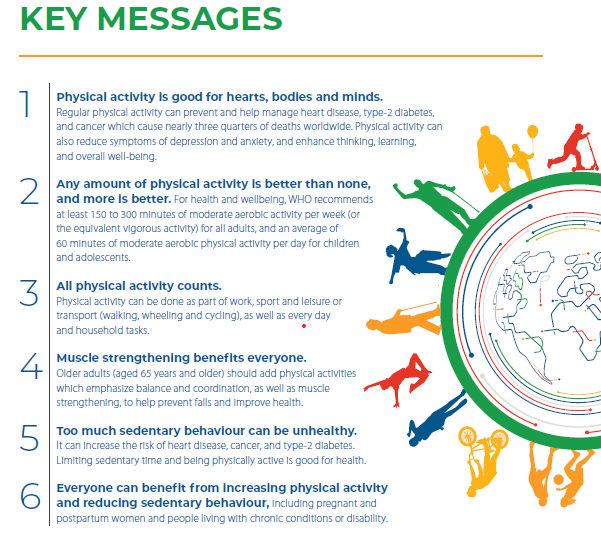 KEY MESSAGES
1
Physical activity is good for hearts, bodies and minds.
Regular physical activity can prevent and help manage heart disease, type-2 diabetes,
and cancer which cause nearly three quarters of deaths worldwide. Physical activity can
also reduce symptoms of depression and anxiety, and enhance thinking, learning,
and overall well-being.
2
Any amount of physical activity is better than none,
and more is better. For health and wellbeing, WHO recommends
at least 150 to 300 minutes of moderate aerobic activity per week (or
the equivalent vigorous activity) for all adults, and an average of
60 minutes of moderate aerobic physical activity per day for children
and adolescents.
3
All physical activity counts.
Physical activity can be done as part of work, sport and leisure or
transport (walking, wheeling and cycling), as well as every day
and household tasks.
4
Muscle strengthening benefits everyone.
Older adults (aged 65 years and older) should add physical activities
which emphasize balance and coordination, as well as muscle
strengthening, to help prevent falls and improve health.
5
Too much sedentary behaviour can be unhealthy.
It can increase the risk of heart disease, cancer, and type-2 diabetes.
Limiting sedentary time and being physically active is good for health.
6
Everyone can benefit from increasing physical activity
and reducing sedentary behaviour, including pregnant and
postpartum women and people living with chronic conditions or disability.